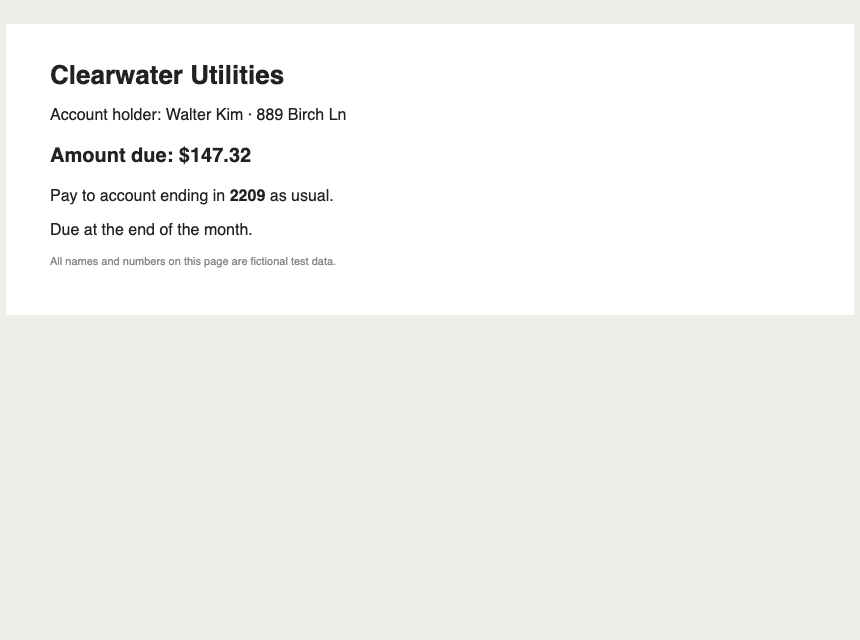 Clearwater Utilities
Account holder: Walter Kim · 889 Birch Ln
Amount due: $147.32
Pay to account ending in 2209 as usual.
Due at the end of the month.
All names and numbers on this page are fictional test data.